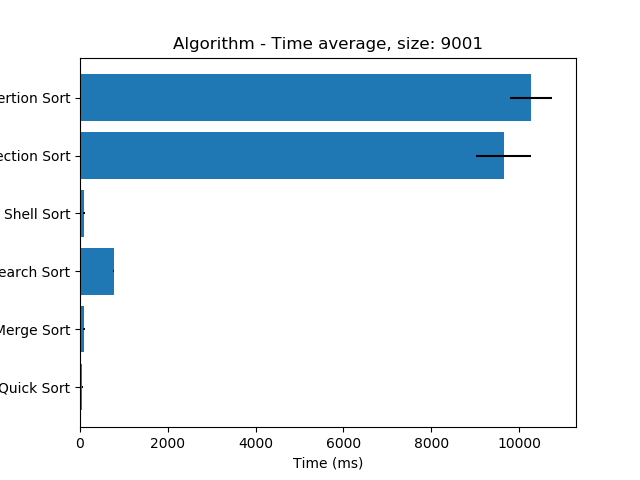 Algorithm - Time average, size: 9001
ertion Sort
ection Sort
Shell Sort
earch Sort
Merge Sort
Quick Sort
0 2000 4000 6000 8000 10000
Time (ms)